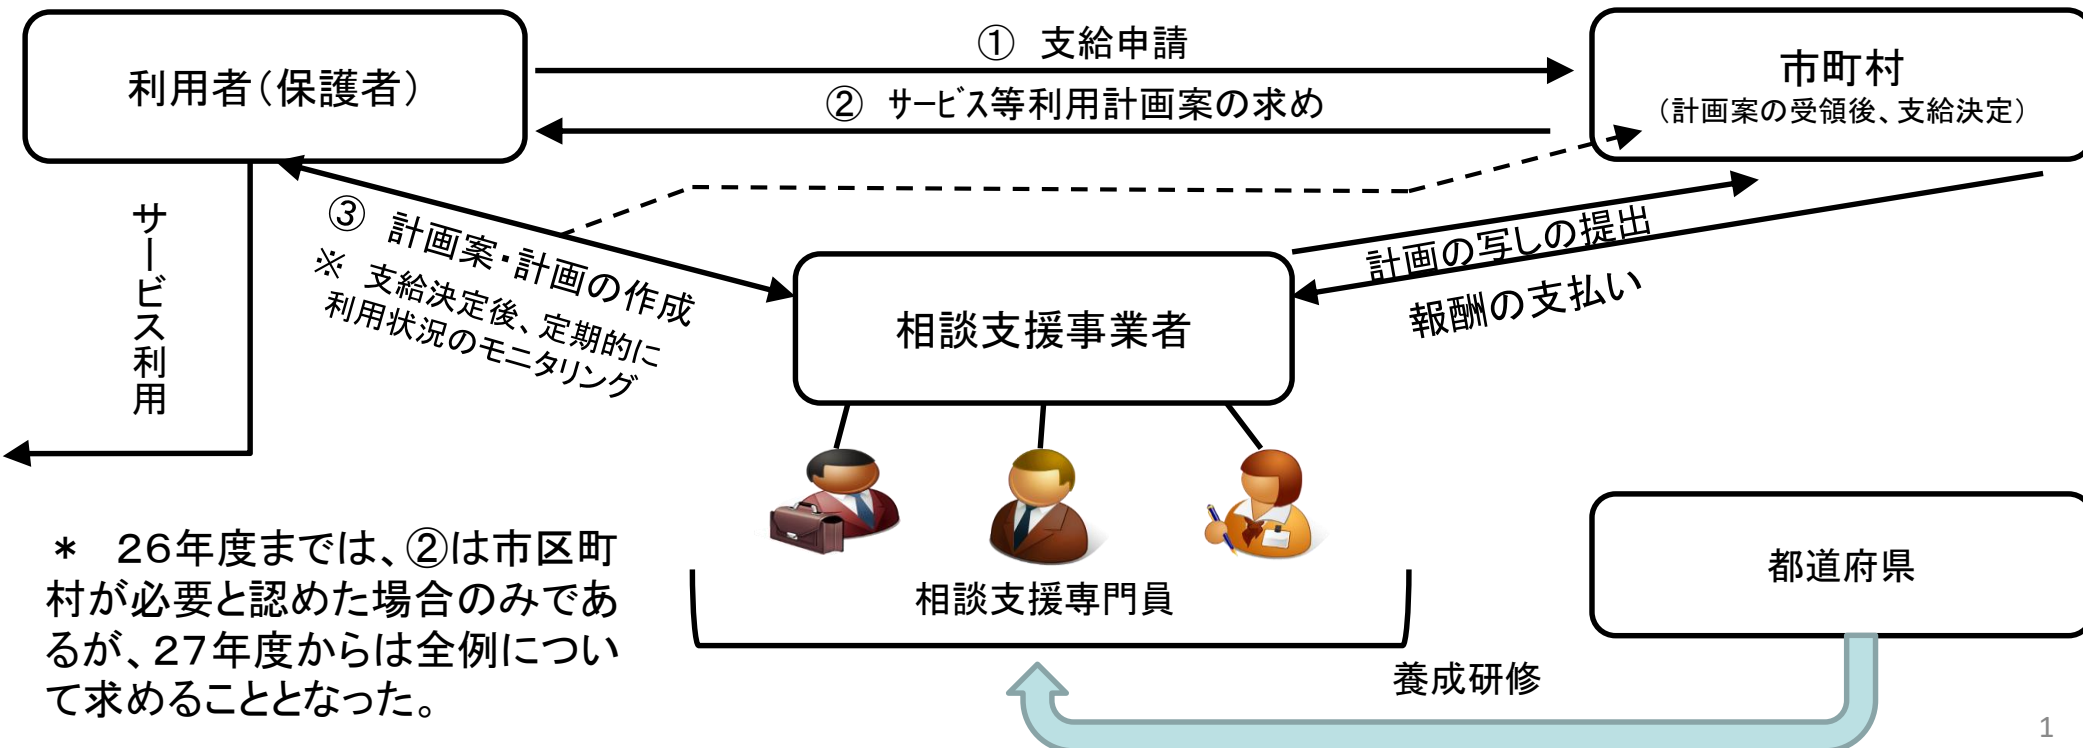 ① 支給申請
利用者(保護者)
市町村
② サービス等利用計画案の求め
(計画案の受領後、支給決定)
サービス利用
③ 計画案・計画の作成
※ 支給決定後、定期的に
利用状況のモニタリング
計画の写しの提出
報酬の支払い
相談支援事業者
* 26年度までは、②は市区町
村が必要と認めた場合のみであ
るが、27年度からは全例につい
て求めることとなった。
相談支援専門員
都道府県
養成研修
1